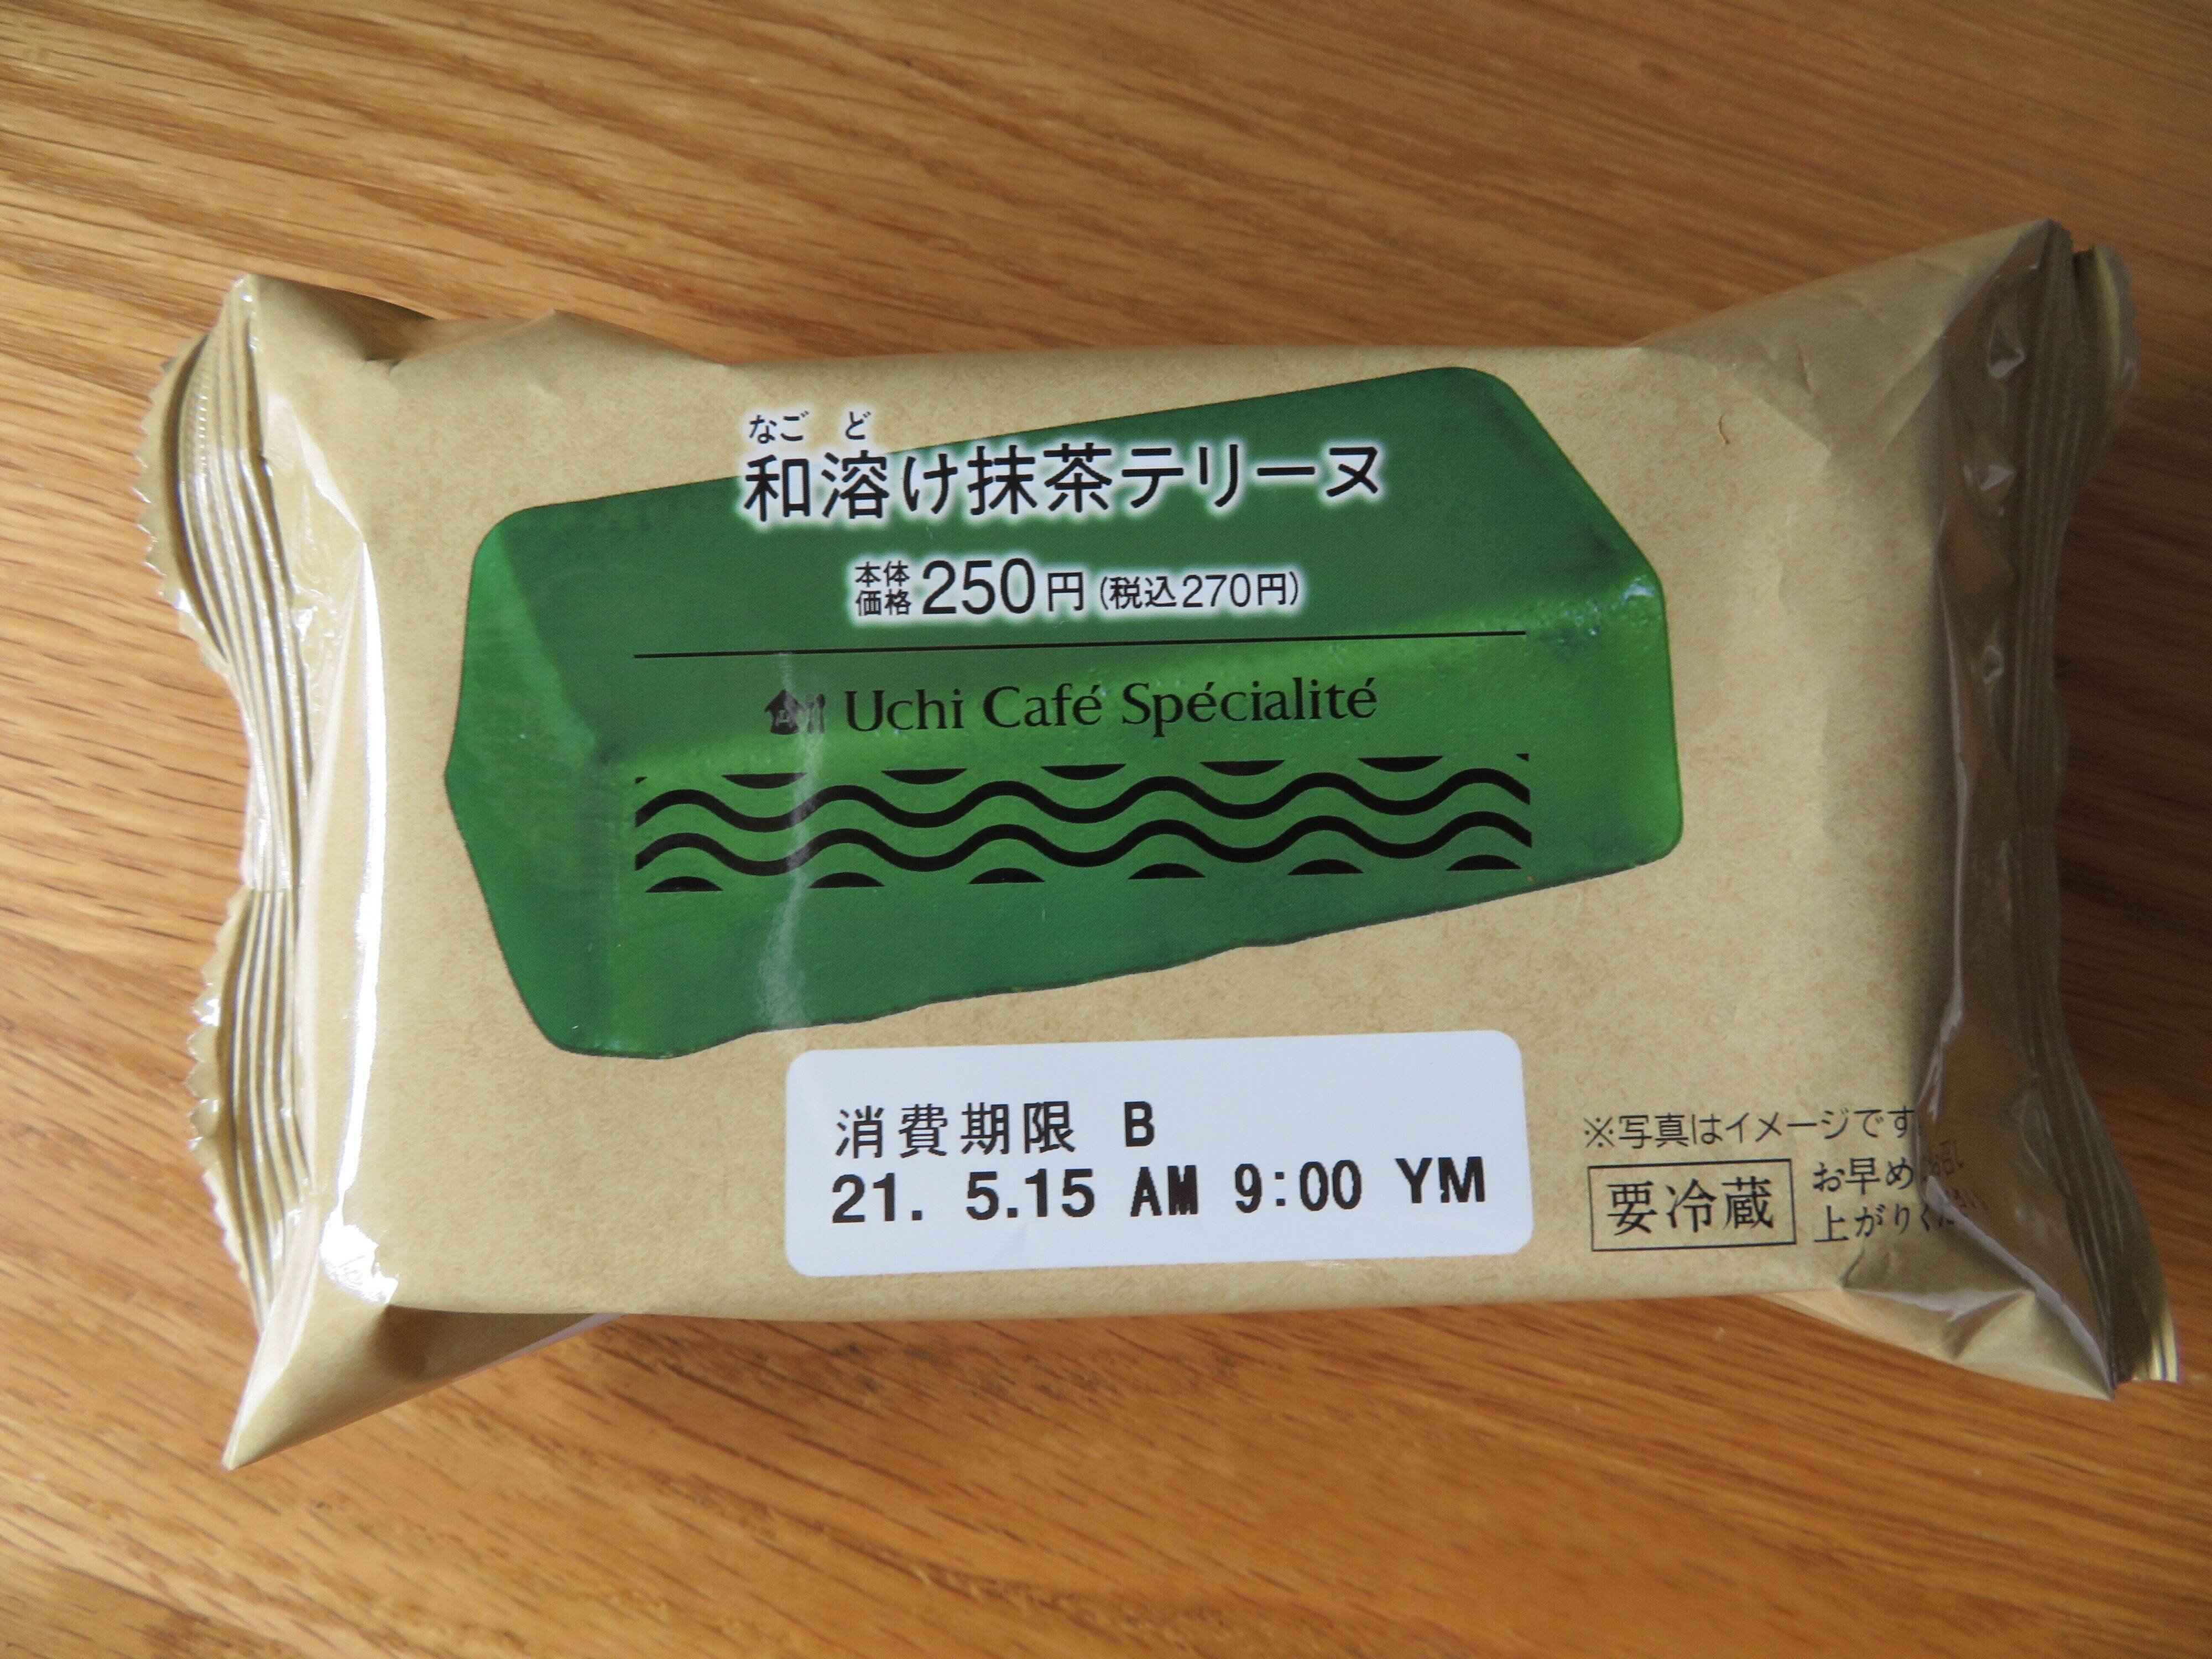 なごど
和溶け抹茶テリーヌ
本体価格250円(税込270円)
Uchi Café Spécialité
消費期限 B
21. 5.15 AM 9:00 YM
※写真はイメージです
要冷蔵
お早め
上がりく